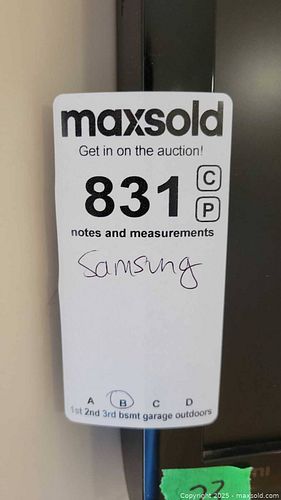 maxsold
Get in on the auction!
831 C
P
notes and measurements
Samsung
A B C D
1st 2nd 3rd bsmt garage outdoors
Copyright 2025 - maxsold.com